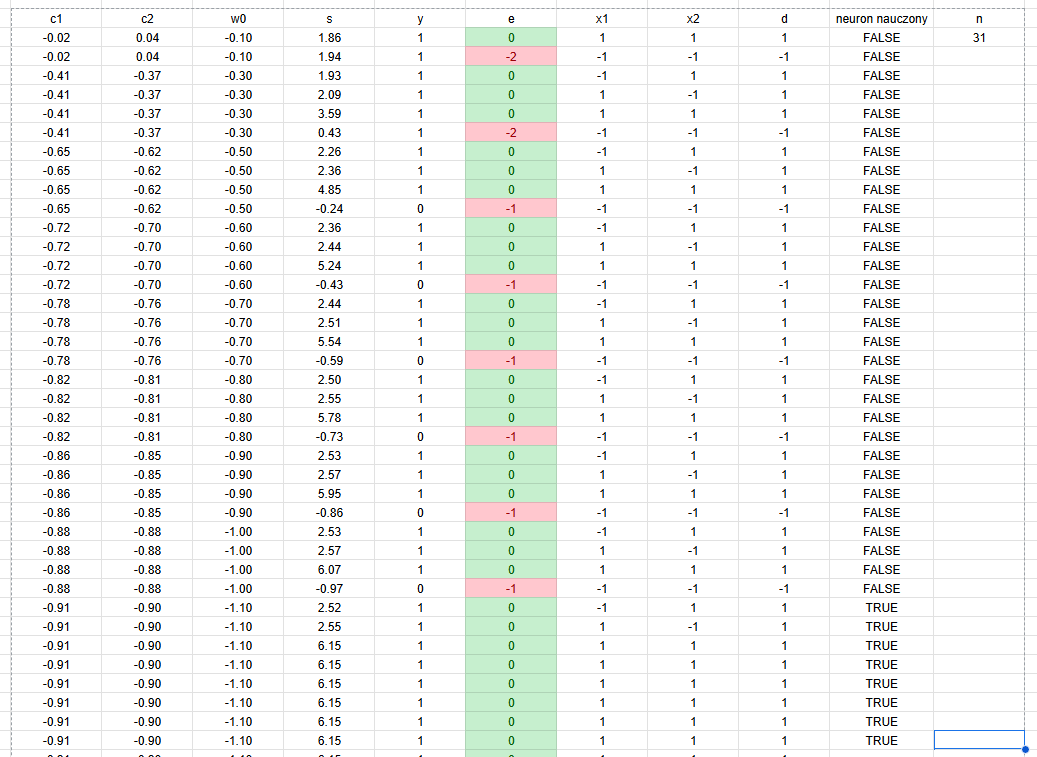 c1 c2 w0 s y e x1 x2 d neuron nauczony n
-0.02 0.04 -0.10 1.86 1 0 1 1 1 FALSE 31
-0.02 0.04 -0.10 1.94 1 -2 -1 -1 -1 FALSE
-0.41 -0.37 -0.30 1.93 1 0 -1 1 1 FALSE
-0.41 -0.37 -0.30 2.09 1 0 1 -1 1 FALSE
-0.41 -0.37 -0.30 3.59 1 0 1 1 1 FALSE
-0.41 -0.37 -0.30 0.43 1 -2 -1 -1 -1 FALSE
-0.65 -0.62 -0.50 2.26 1 0 -1 1 1 FALSE
-0.65 -0.62 -0.50 2.36 1 0 1 -1 1 FALSE
-0.65 -0.62 -0.50 4.85 1 0 1 1 1 FALSE
-0.65 -0.62 -0.50 -0.24 0 -1 -1 -1 -1 FALSE
-0.72 -0.70 -0.60 2.36 1 0 -1 1 1 FALSE
-0.72 -0.70 -0.60 2.44 1 0 1 -1 1 FALSE
-0.72 -0.70 -0.60 5.24 1 0 1 1 1 FALSE
-0.72 -0.70 -0.60 -0.43 0 -1 -1 -1 -1 FALSE
-0.78 -0.76 -0.70 2.44 1 0 -1 1 1 FALSE
-0.78 -0.76 -0.70 2.51 1 0 1 -1 1 FALSE
-0.78 -0.76 -0.70 5.54 1 0 1 1 1 FALSE
-0.78 -0.76 -0.70 -0.59 0 -1 -1 -1 -1 FALSE
-0.82 -0.81 -0.80 2.50 1 0 -1 1 1 FALSE
-0.82 -0.81 -0.80 2.55 1 0 1 -1 1 FALSE
-0.82 -0.81 -0.80 5.78 1 0 1 1 1 FALSE
-0.82 -0.81 -0.80 -0.73 0 -1 -1 -1 -1 FALSE
-0.86 -0.85 -0.90 2.53 1 0 -1 1 1 FALSE
-0.86 -0.85 -0.90 2.57 1 0 1 -1 1 FALSE
-0.86 -0.85 -0.90 5.95 1 0 1 1 1 FALSE
-0.86 -0.85 -0.90 -0.86 0 -1 -1 -1 -1 FALSE
-0.88 -0.88 -1.00 2.53 1 0 -1 1 1 FALSE
-0.88 -0.88 -1.00 2.57 1 0 1 -1 1 FALSE
-0.88 -0.88 -1.00 6.07 1 0 1 1 1 FALSE
-0.88 -0.88 -1.00 -0.97 0 -1 -1 -1 -1 FALSE
-0.91 -0.90 -1.10 2.52 1 0 -1 1 1 TRUE
-0.91 -0.90 -1.10 2.55 1 0 1 -1 1 TRUE
-0.91 -0.90 -1.10 6.15 1 0 1 1 1 TRUE
-0.91 -0.90 -1.10 6.15 1 0 1 1 1 TRUE
-0.91 -0.90 -1.10 6.15 1 0 1 1 1 TRUE
-0.91 -0.90 -1.10 6.15 1 0 1 1 1 TRUE
-0.91 -0.90 -1.10 6.15 1 0 1 1 1 TRUE
-0.91 -0.90 -1.10 6.15 1 0 1 1 1 TRUE